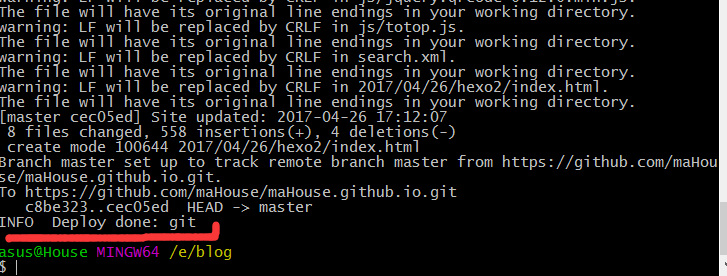 The file will have its original line endings in your working directory.
warning: LF will be replaced by CRLF in js/totop.js.
The file will have its original line endings in your working directory.
warning: LF will be replaced by CRLF in search.xml.
The file will have its original line endings in your working directory.
warning: LF will be replaced by CRLF in 2017/04/26/hexo2/index.html.
The file will have its original line endings in your working directory.
[master cec05ed] Site updated: 2017-04-26 17:12:07
8 files changed, 558 insertions(+), 4 deletions(-)
create mode 100644 2017/04/26/hexo2/index.html
Branch master set up to track remote branch master from https://github.com/maHou
se/maHouse.github.io.git.
To https://github.com/maHouse/maHouse.github.io.git
c8be323..cec05ed  HEAD -> master
INFO  Deploy done: git
asus@House MINGW64 /e/blog
$